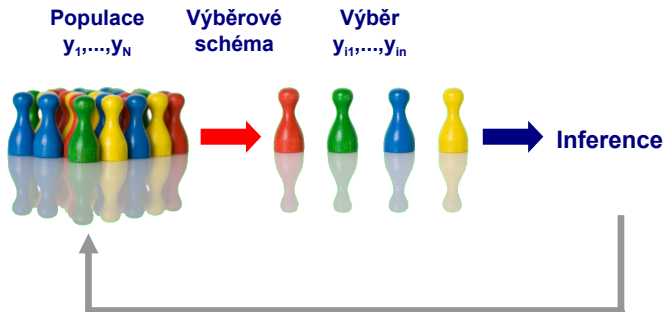 Populace
y1,...,yN
Výběrové
schéma
Výběr
yi1,...,yin
Inference